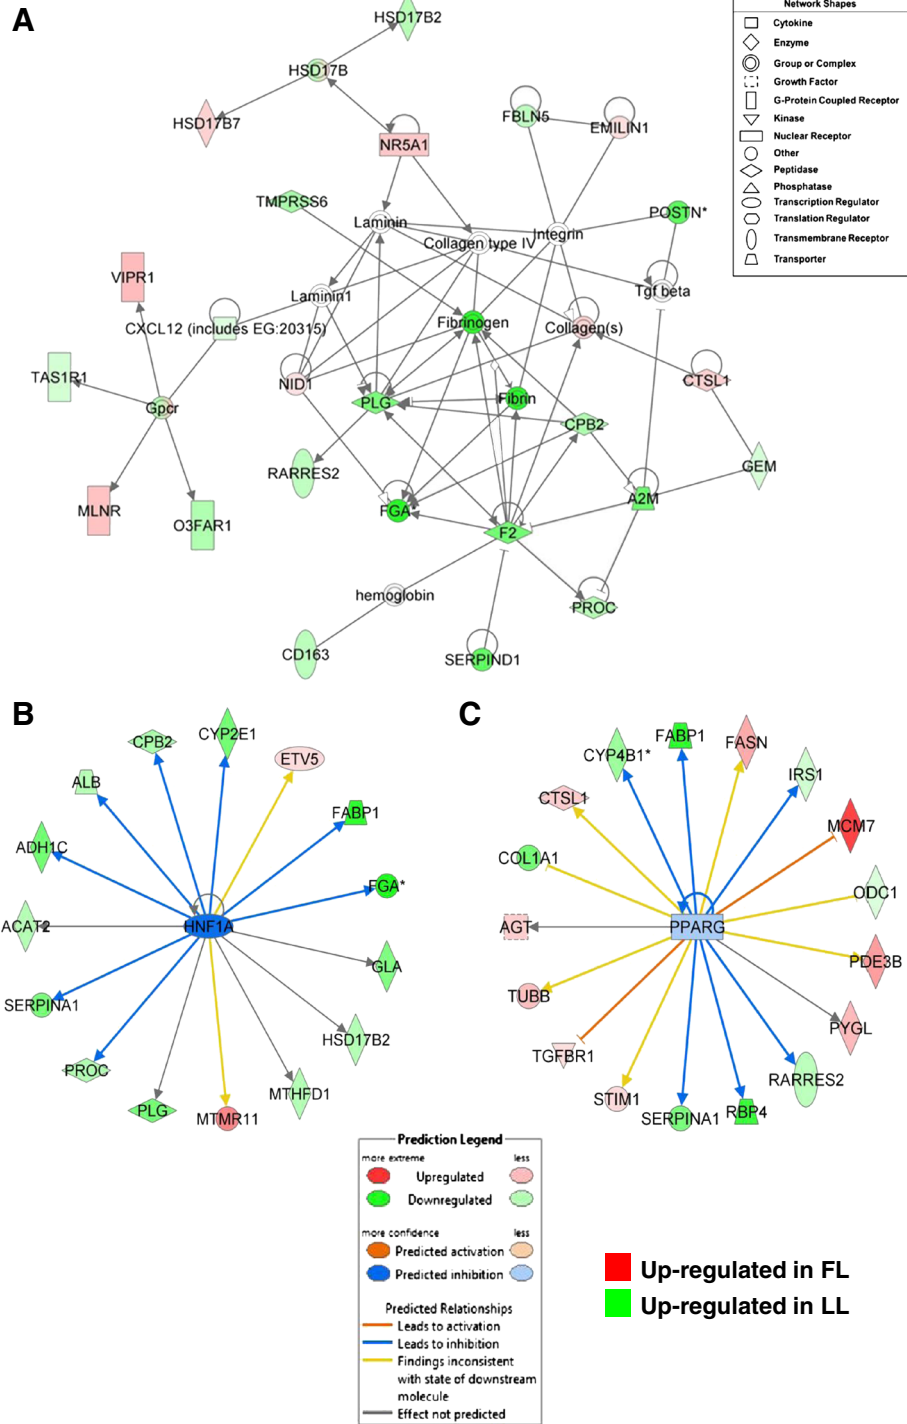 A
HSD17B2
HSD17B
HSD17B7
NR5A1
FBLN5
EMILIN1
TMPRSS6
Laminin
Collagen type IV
Integrin
POSTN*
VIPR1
Laminin1
Tgf beta
CXCL12 (includes EG:20315)
Fibrinogen
Collagen(s)
TAS1R1
Gpcr
NID1
PLG
Fibrin
CTSL1
CPB2
RARRES2
GEM
MLNR
O3FAR1
FGA*
A2M
F2
hemoglobin
PROC
CD163
SERPIND1
Network Shapes
Cytokine
Enzyme
Group or Complex
Growth Factor
G-Protein Coupled Receptor
Kinase
Nuclear Receptor
Other
Peptidase
Phosphatase
Transcription Regulator
Translation Regulator
Transmembrane Receptor
Transporter
B
CPB2
CYP2E1
ETV5
ALB
FABP1
ADH1C
FGA*
ACAT2
HNF1A
GLA
SERPINA1
HSD17B2
PROC
MTHFD1
PLG
MTMR11
C
CYP4B1*
FABP1
FASN
IRS1
CTSL1
MCM7
COL1A1
ODC1
AGT
PPARG
PDE3B
TUBB
PYGL
TGFBR1
RARRES2
STIM1
SERPINA1
RBP4
Prediction Legend
more extreme less
Upregulated
Downregulated
more confidence less
Predicted activation
Predicted inhibition
Predicted Relationships
Leads to activation
Leads to inhibition
Findings inconsistent
with state of downstream
molecule
Effect not predicted
Up-regulated in FL
Up-regulated in LL